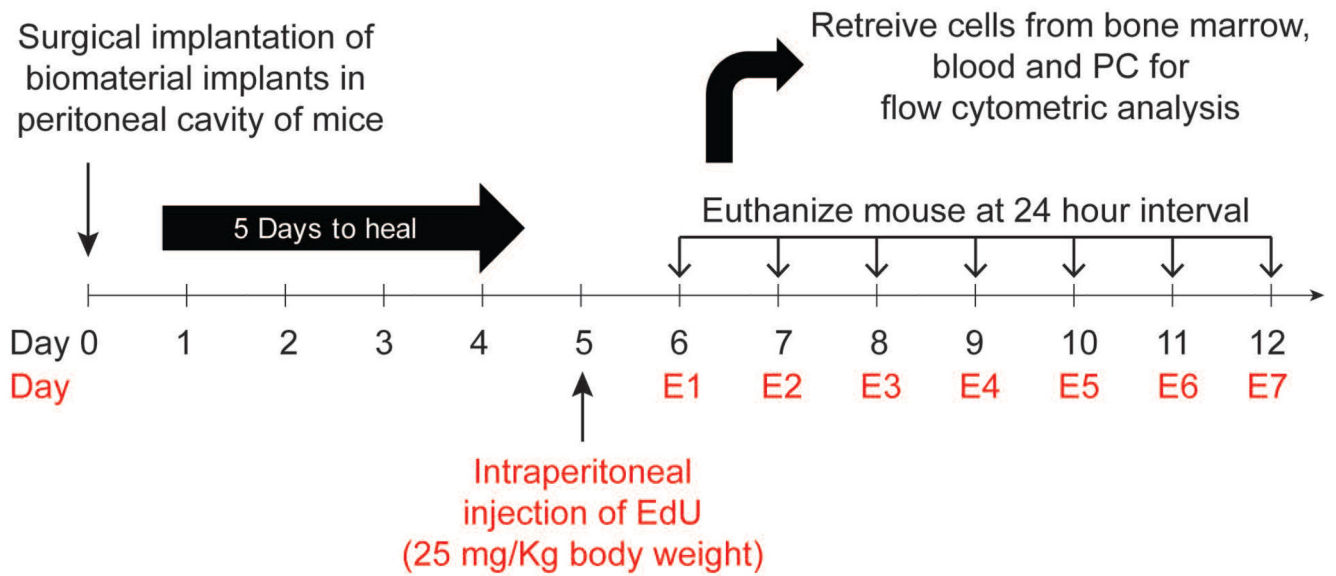 Surgical implantation of
biomaterial implants in
peritoneal cavity of mice
Retreive cells from bone marrow,
blood and PC for
flow cytometric analysis
5 Days to heal
Euthanize mouse at 24 hour interval
Day 0 1 2 3 4 5 6 7 8 9 10 11 12
Day E1 E2 E3 E4 E5 E6 E7
Intraperitoneal
injection of EdU
(25 mg/Kg body weight)